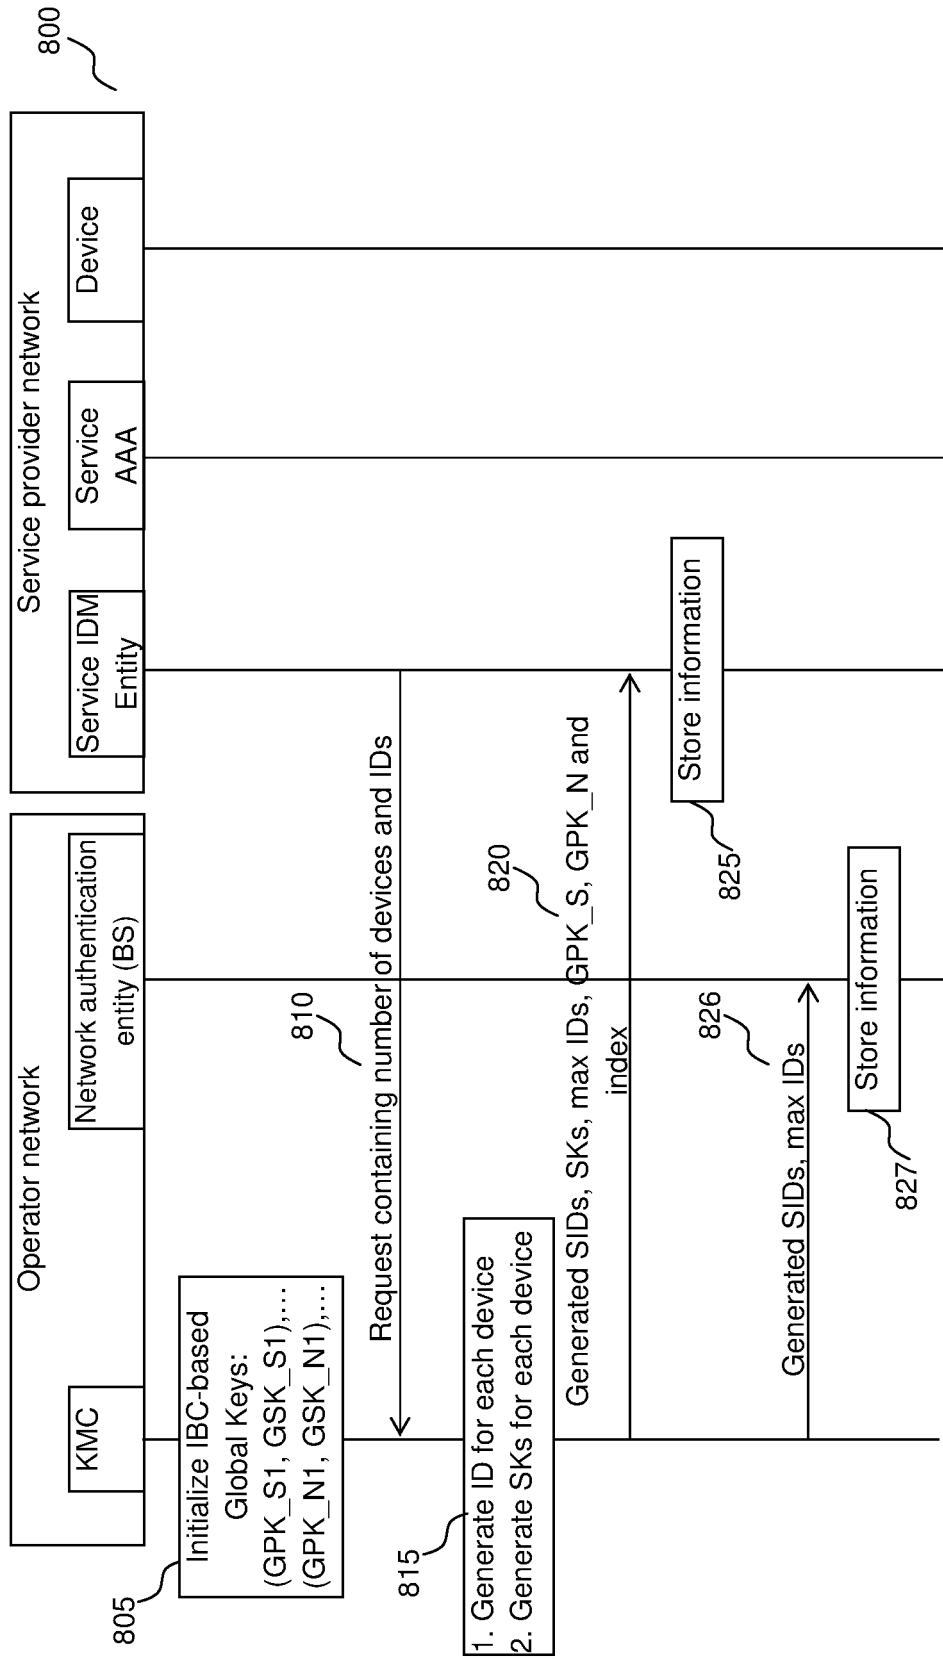 800
Operator network
Service provider network
KMC
Network authentication
entity (BS)
Service IDM
Entity
Service
AAA
Device
805
Initialize IBC-based
Global Keys:
(GPK_S1, GSK_S1),...
(GPK_N1, GSK_N1),...
810
Request containing number of devices and IDs
815
1. Generate ID for each device
2. Generate SKs for each device
820
Generated SIDs, SKs, max IDs, GPK_S, GPK_N and
index
Store information
825
826
Generated SIDs, max IDs
Store information
827